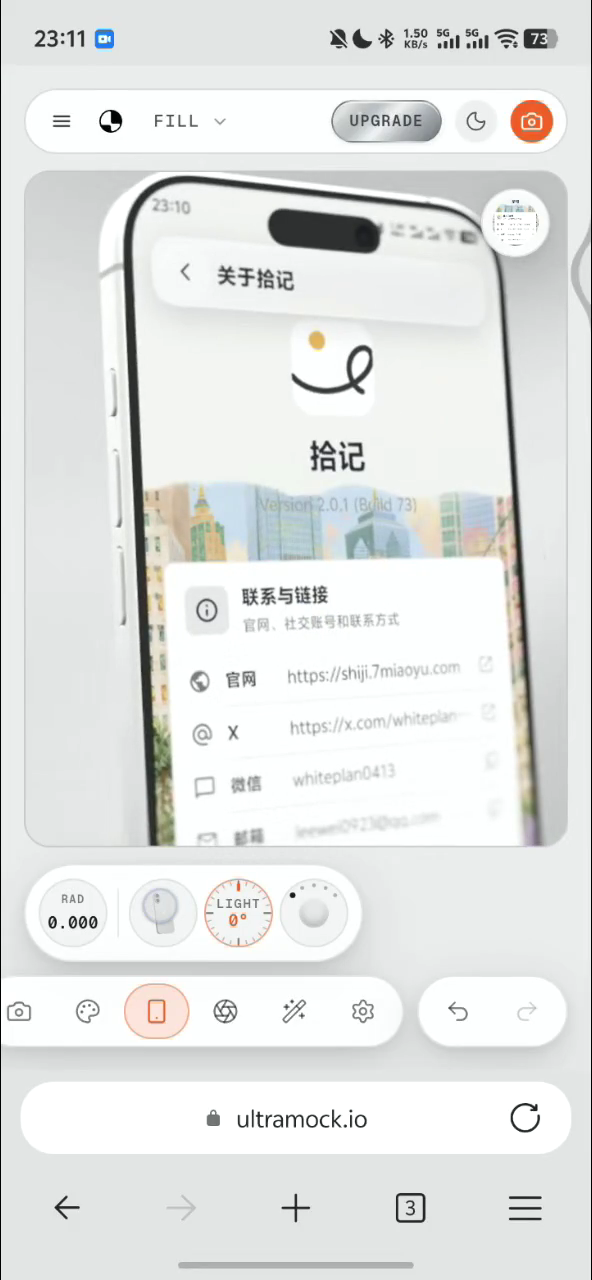 23:11
1.50 KB/s 5G 5G 73
FILL
UPGRADE
23:10
关于拾记
拾记
Version 2.0.1 (Build 73)
联系与链接
官网、社交账号和联系方式
官网 https://shiji.7miaoyu.com
X https://x.com/whiteplan
微信 whiteplan0413
邮箱 leewei0923@qq.com
RAD
0.000
LIGHT
0°
ultramock.io
3